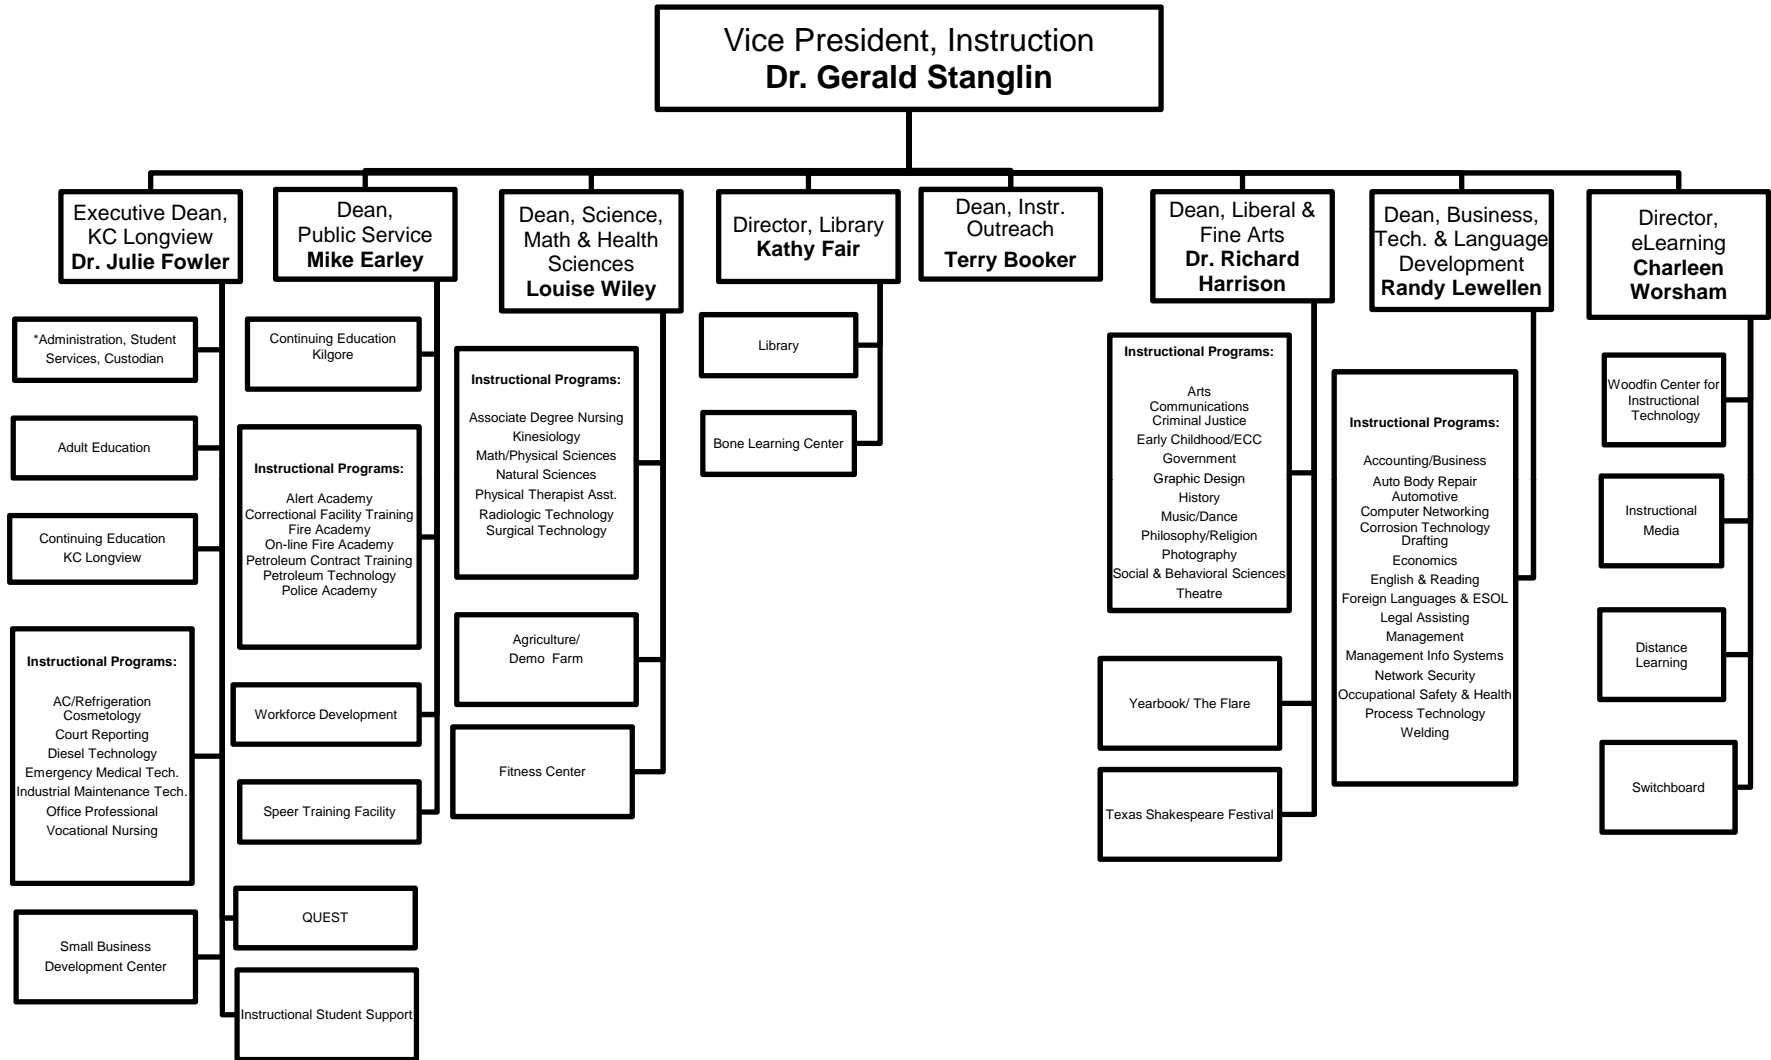 Vice President, Instruction
Dr. Gerald Stanglin
Executive Dean,
KC Longview
Dr. Julie Fowler
*Administration, Student
Services, Custodian
Adult Education
Continuing Education
KC Longview
Instructional Programs:
AC/Refrigeration
Cosmetology
Court Reporting
Diesel Technology
Emergency Medical Tech.
Industrial Maintenance Tech.
Office Professional
Vocational Nursing
Small Business
Development Center
QUEST
Instructional Student Support
Dean,
Public Service
Mike Earley
Continuing Education
Kilgore
Instructional Programs:
Alert Academy
Correctional Facility Training
Fire Academy
On-line Fire Academy
Petroleum Contract Training
Petroleum Technology
Police Academy
Workforce Development
Speer Training Facility
Dean, Science,
Math & Health
Sciences
Louise Wiley
Instructional Programs:
Associate Degree Nursing
Kinesiology
Math/Physical Sciences
Natural Sciences
Physical Therapist Asst.
Radiologic Technology
Surgical Technology
Agriculture/
Demo Farm
Fitness Center
Director, Library
Kathy Fair
Library
Bone Learning Center
Dean, Instr.
Outreach
Terry Booker
Dean, Liberal &
Fine Arts
Dr. Richard
Harrison
Instructional Programs:
Arts
Communications
Criminal Justice
Early Childhood/ECC
Government
Graphic Design
History
Music/Dance
Philosophy/Religion
Photography
Social & Behavioral Sciences
Theatre
Yearbook/ The Flare
Texas Shakespeare Festival
Dean, Business,
Tech. & Language
Development
Randy Lewellen
Instructional Programs:
Accounting/Business
Auto Body Repair
Automotive
Computer Networking
Corrosion Technology
Drafting
Economics
English & Reading
Foreign Languages & ESOL
Legal Assisting
Management
Management Info Systems
Network Security
Occupational Safety & Health
Process Technology
Welding
Director,
eLearning
Charleen
Worsham
Woodfin Center for
Instructional
Technology
Instructional
Media
Distance
Learning
Switchboard